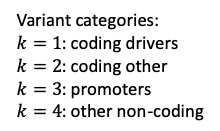 Variant categories:
k = 1: coding drivers
k = 2: coding other
k = 3: promoters
k = 4: other non-coding